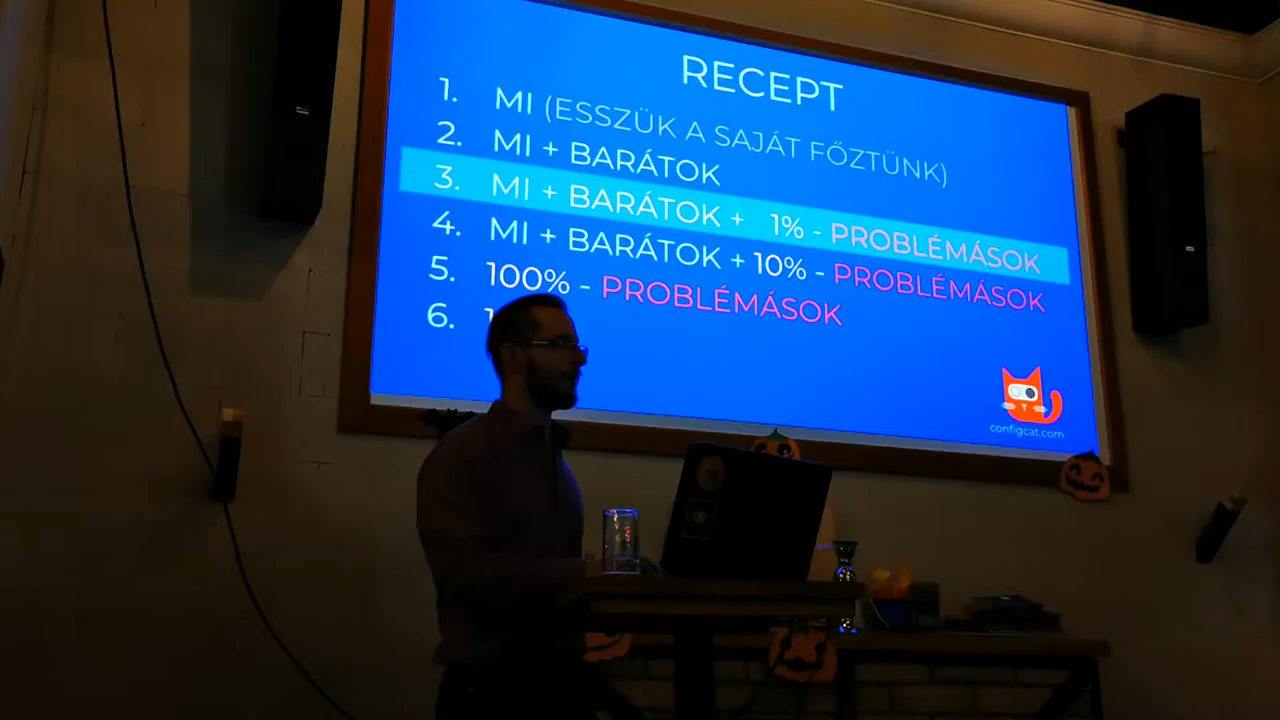 RECEPT
1. MI (ESSZÜK A SAJÁT FŐZTÜNK)
2. MI + BARÁTOK
3. MI + BARÁTOK + 1% - PROBLÉMÁSOK
4. MI + BARÁTOK + 10% - PROBLÉMÁSOK
5. 100% - PROBLÉMÁSOK
6.
configcat.com